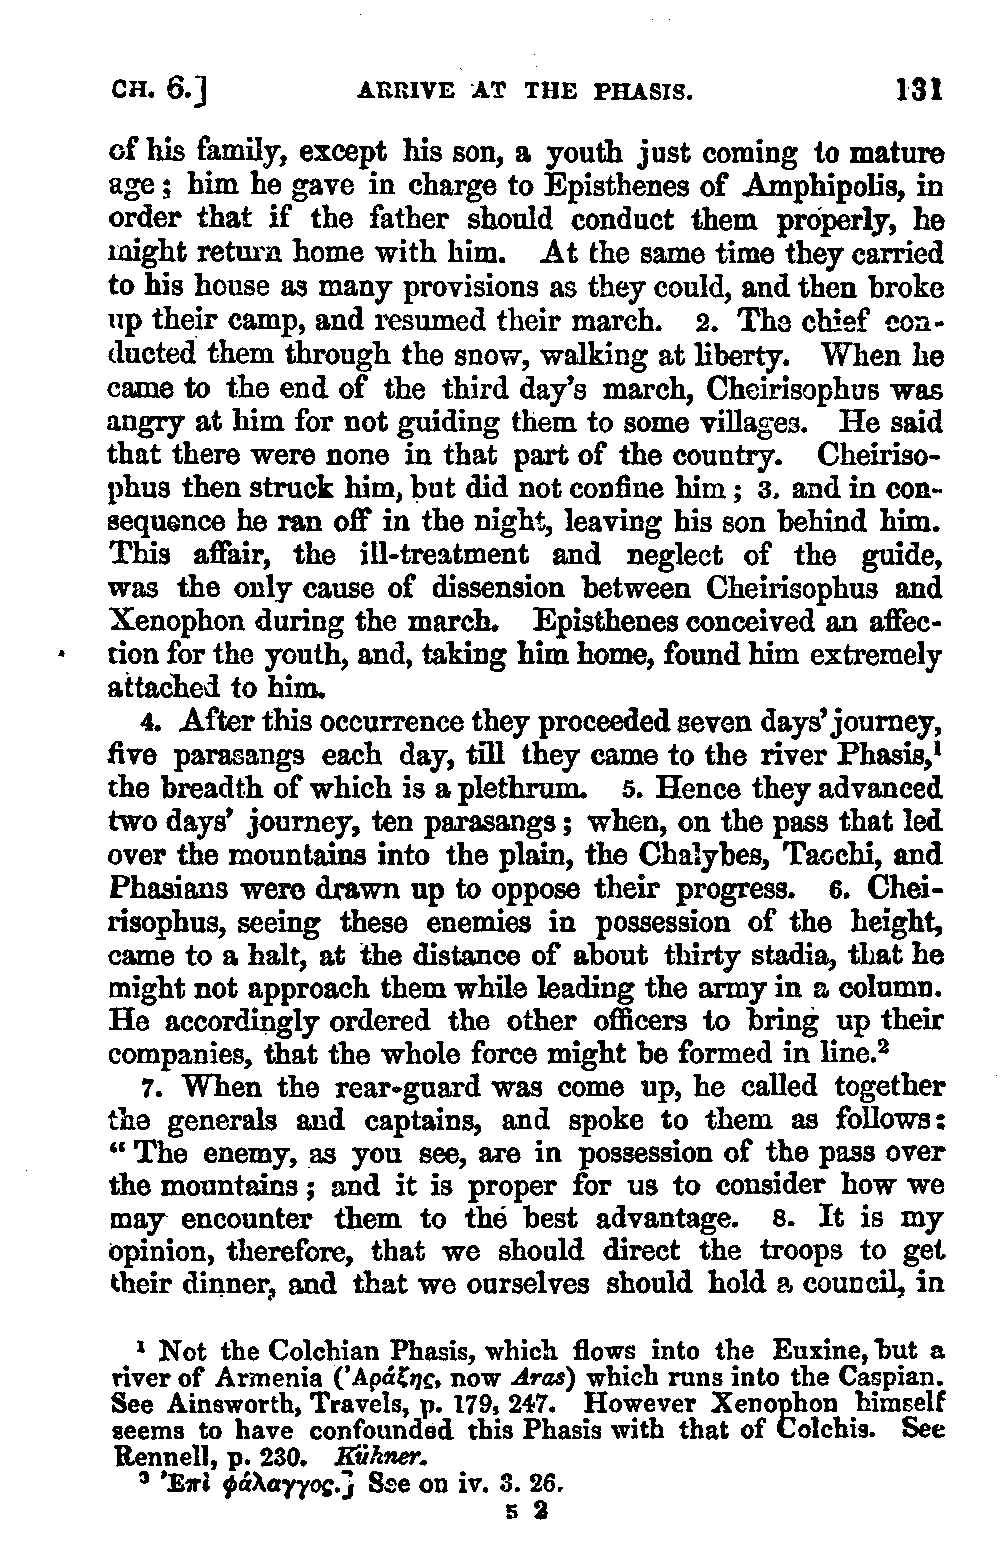 CH. 6.] ARRIVE AT THE PHASIS. 131
of his family, except his son, a youth just coming to mature
age; him he gave in charge to Episthenes of Amphipolis, in
order that if the father should conduct them properly, he
might return home with him. At the same time they carried
to his house as many provisions as they could, and then broke
up their camp, and resumed their march. 2. The chief con-
ducted them through the snow, walking at liberty. When he
came to the end of the third day's march, Cheirisophus was
angry at him for not guiding them to some villages. He said
that there were none in that part of the country. Cheiriso-
phus then struck him, but did not confine him; 3. and in con-
sequence he ran off in the night, leaving his son behind him.
This affair, the ill-treatment and neglect of the guide,
was the only cause of dissension between Cheirisophus and
Xenophon during the march. Episthenes conceived an affec-
tion for the youth, and, taking him home, found him extremely
attached to him.
4. After this occurrence they proceeded seven days' journey,
five parasangs each day, till they came to the river Phasis,¹
the breadth of which is a plethrum. 5. Hence they advanced
two days' journey, ten parasangs; when, on the pass that led
over the mountains into the plain, the Chalybes, Taochi, and
Phasians were drawn up to oppose their progress. 6. Chei-
risophus, seeing these enemies in possession of the height,
came to a halt, at the distance of about thirty stadia, that he
might not approach them while leading the army in a column.
He accordingly ordered the other officers to bring up their
companies, that the whole force might be formed in line.²
7. When the rear-guard was come up, he called together
the generals and captains, and spoke to them as follows:
“The enemy, as you see, are in possession of the pass over
the mountains; and it is proper for us to consider how we
may encounter them to the best advantage. 8. It is my
opinion, therefore, that we should direct the troops to get
their dinner, and that we ourselves should hold a council, in
¹ Not the Colchian Phasis, which flows into the Euxine, but a
river of Armenia (Ἀράξης, now Aras) which runs into the Caspian.
See Ainsworth, Travels, p. 179, 247. However Xenophon himself
seems to have confounded this Phasis with that of Colchis. See
Rennell, p. 230. Kühner.
³ Ἐπὶ φάλαγγος.] See on iv. 3. 26.
5 2